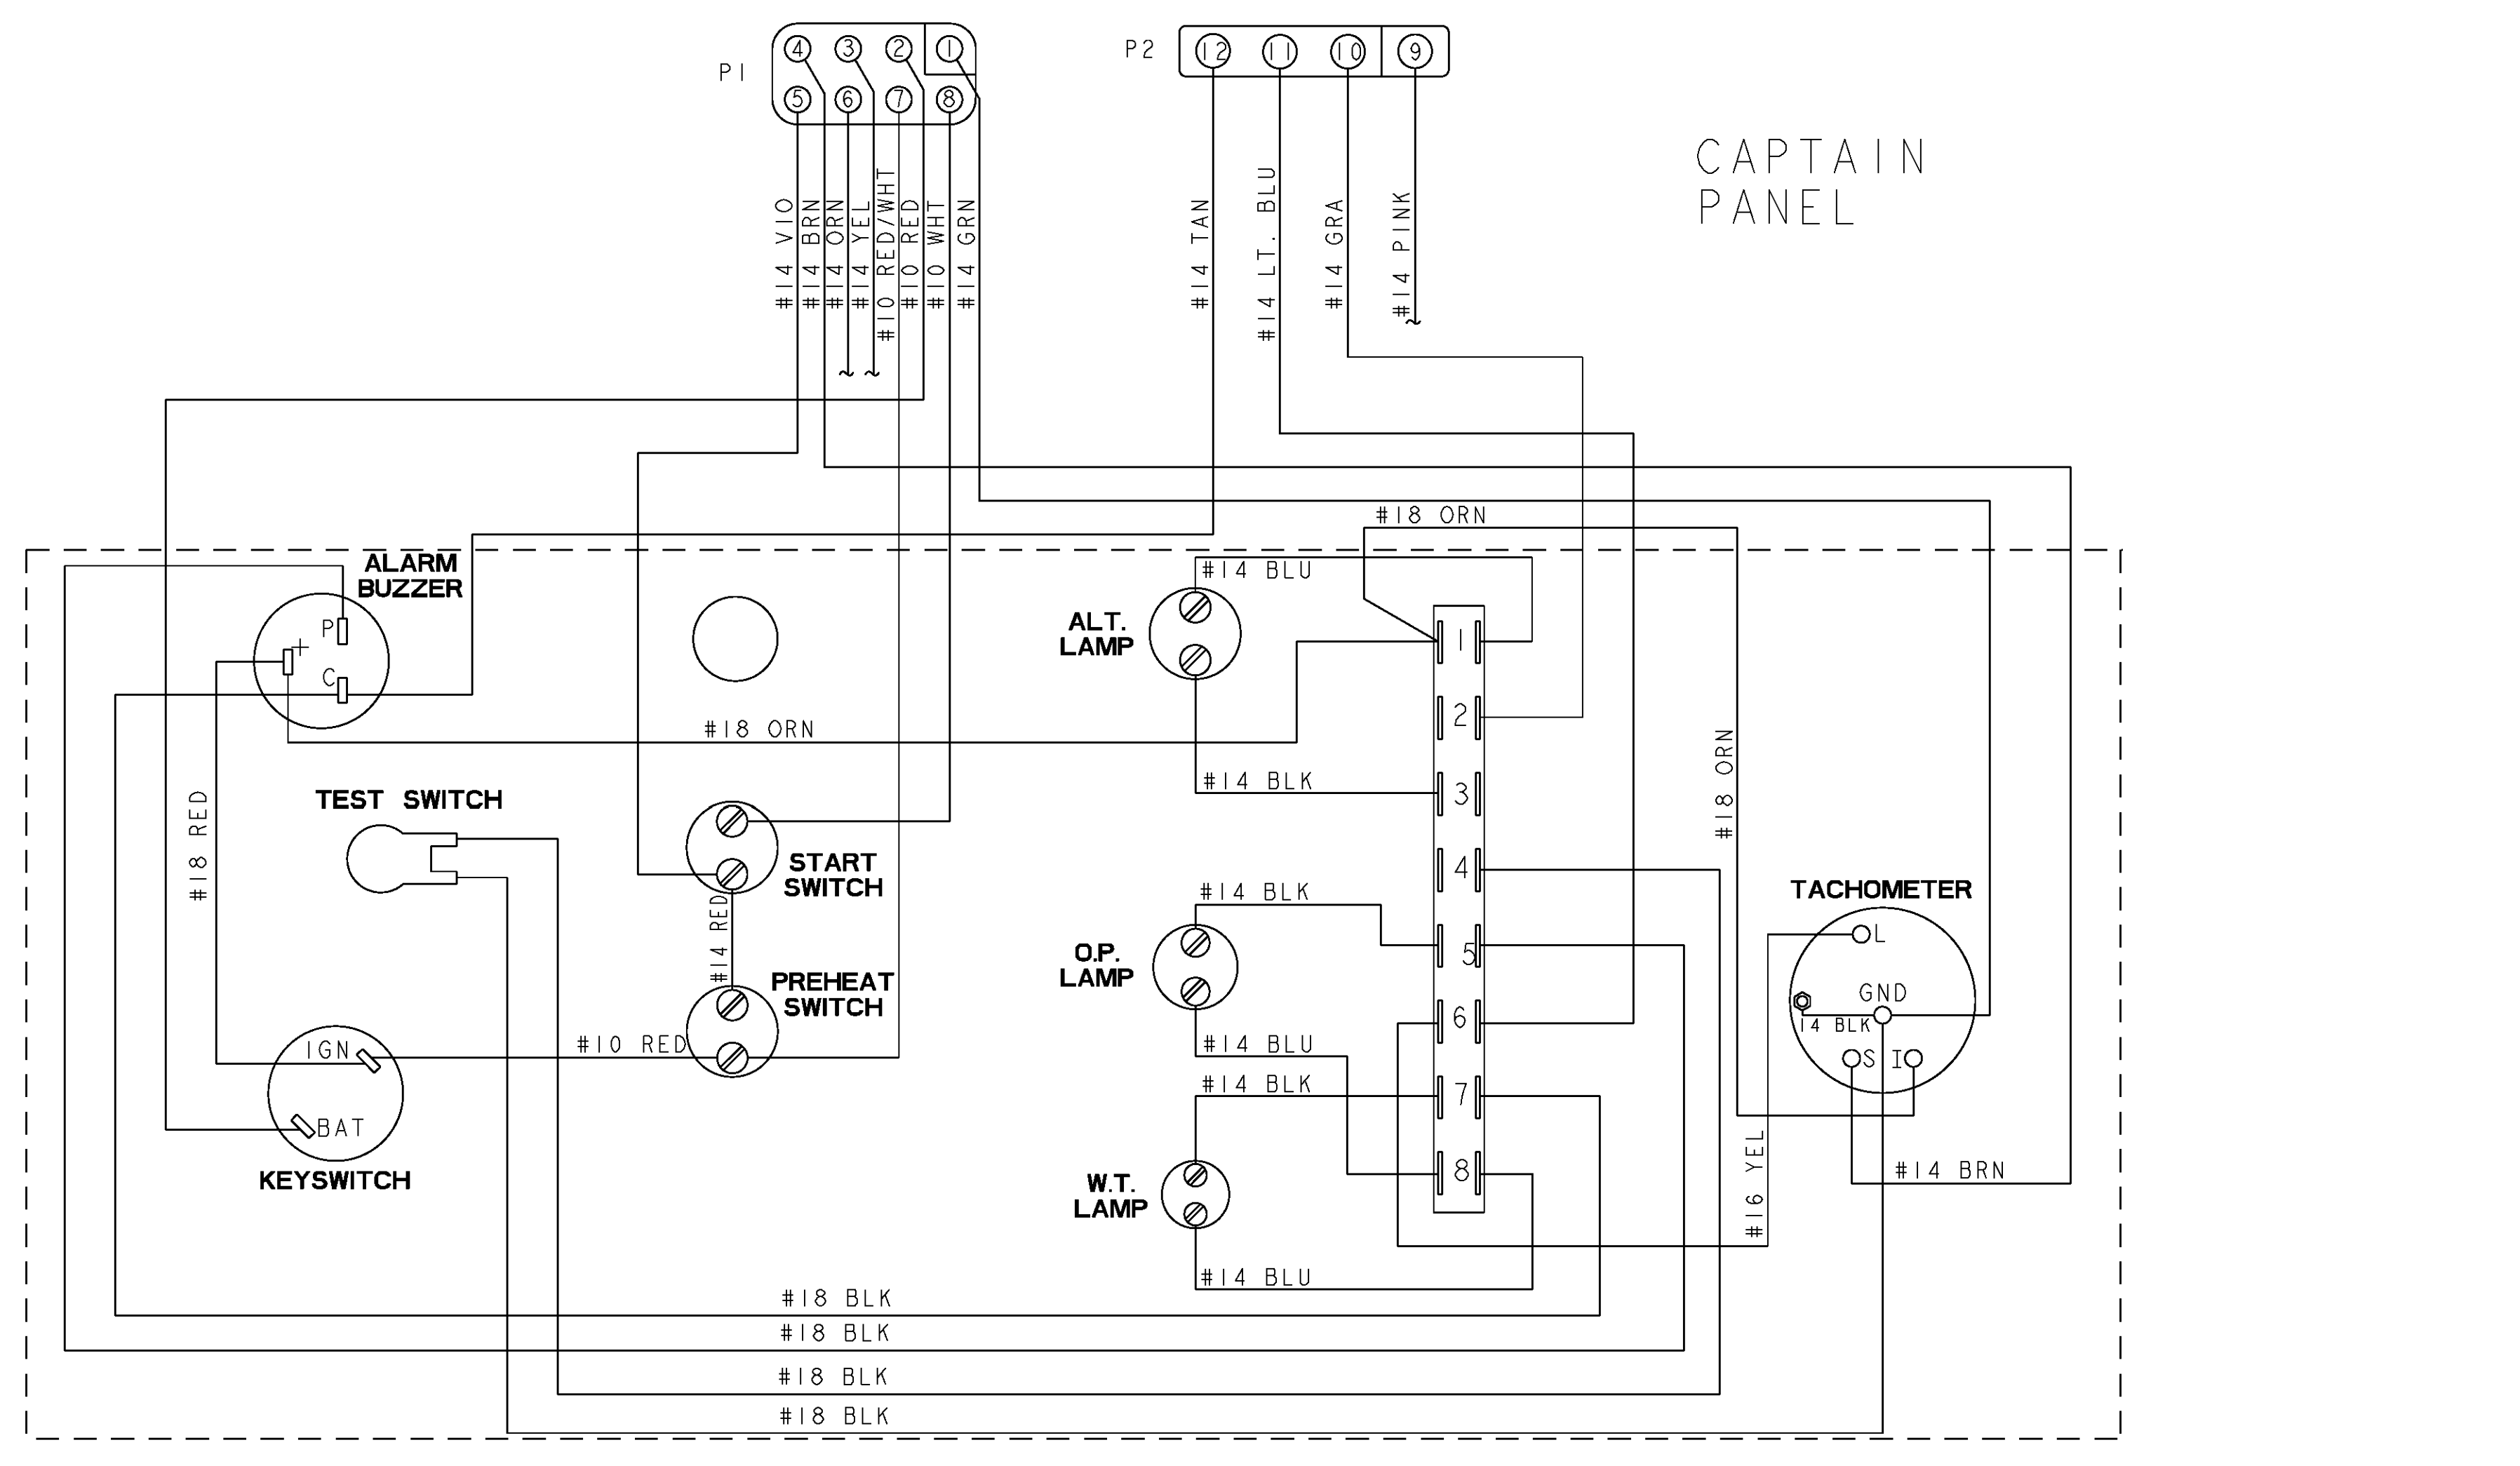 P1
4 3 2 1
5 6 7 8
P2
12 11 10 9
CAPTAIN
PANEL
#14 VIO
#14 BRN
#14 ORN
#14 YEL
#10 RED/WHT
#10 RED
#10 WHT
#14 GRN
#14 TAN
#14 LT. BLU
#14 GRA
#14 PINK
#18 ORN
ALARM
BUZZER
P
+
C
#14 BLU
ALT.
LAMP
#18 ORN
#14 BLK
1
2
3
4
5
6
7
8
#18 ORN
#18 RED
TEST SWITCH
START
SWITCH
#14 RED
PREHEAT
SWITCH
#10 RED
IGN
BAT
KEYSWITCH
#14 BLK
O.P.
LAMP
#14 BLU
#14 BLK
W.T.
LAMP
#14 BLU
TACHOMETER
L
GND
14 BLK
S I
#14 BRN
#16 YEL
#18 BLK
#18 BLK
#18 BLK
#18 BLK